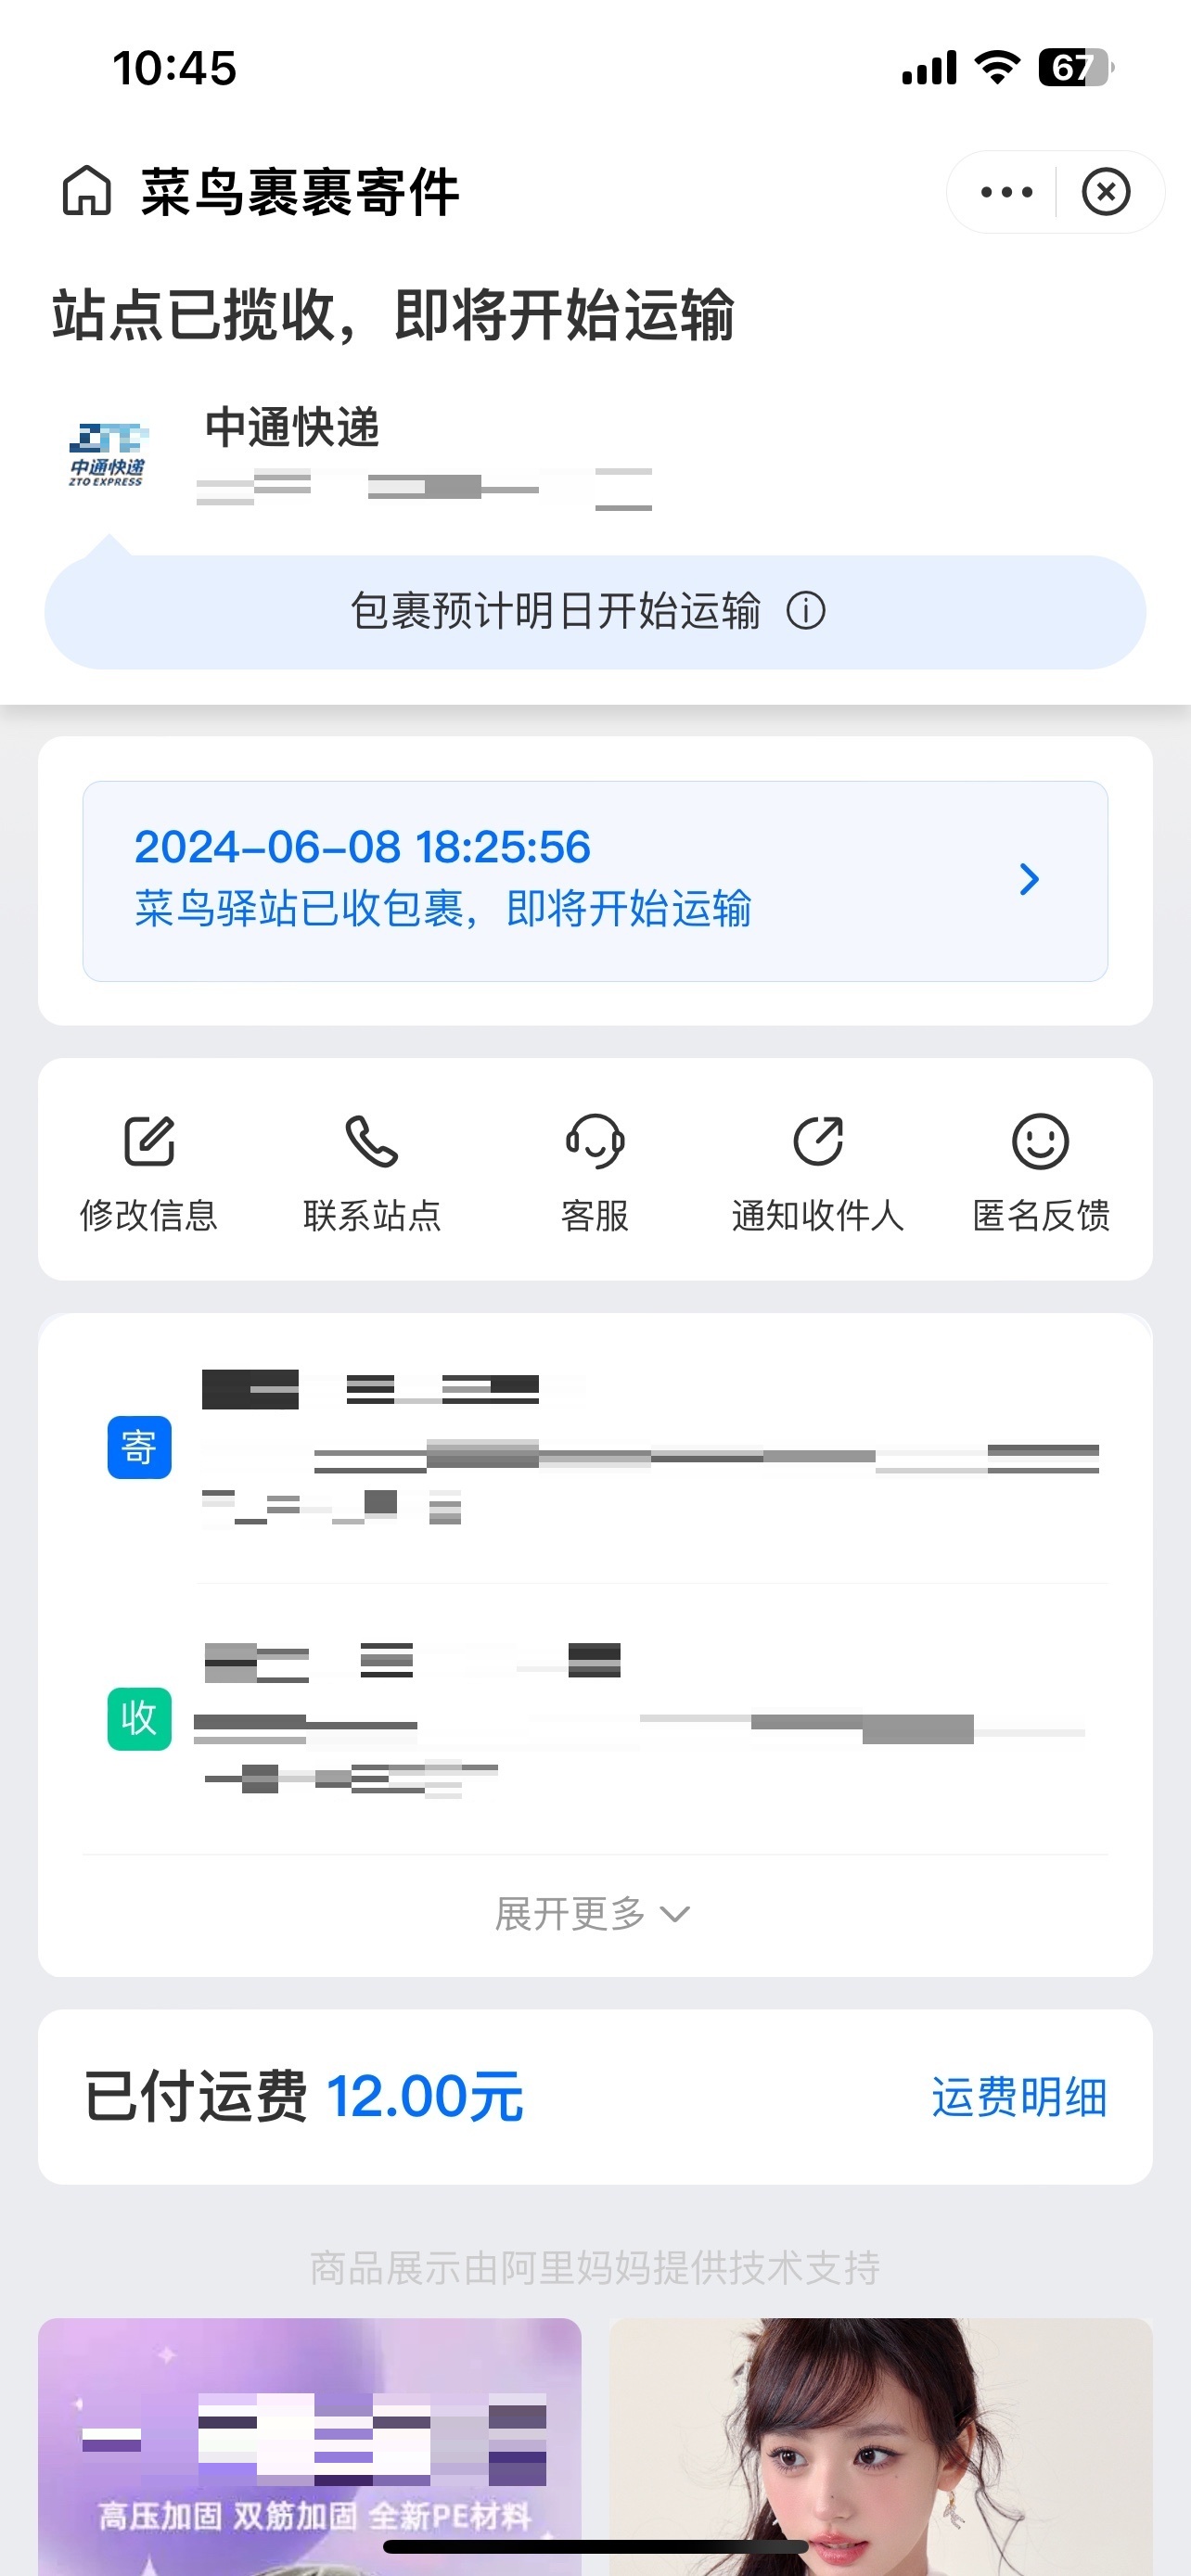 10:45
67
菜鸟裹裹寄件
站点已揽收，即将开始运输
中通快递
中通快递
ZTO EXPRESS
包裹预计明日开始运输
2024-06-08 18:25:56
菜鸟驿站已收包裹，即将开始运输
修改信息 联系站点 客服 通知收件人 匿名反馈
寄
收
展开更多
已付运费 12.00元 运费明细
商品展示由阿里妈妈提供技术支持
高压加固 双筋加固 全新PE材料